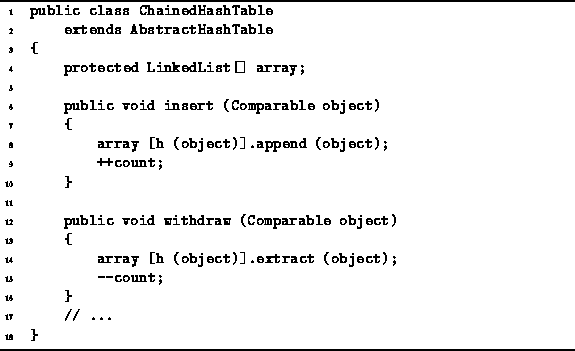 1 public class ChainedHashTable
2 extends AbstractHashTable
3 {
4 protected LinkedList[] array;
5
6 public void insert (Comparable object)
7 {
8 array [h (object)].append (object);
9 ++count;
10 }
11
12 public void withdraw (Comparable object)
13 {
14 array [h (object)].extract (object);
15 --count;
16 }
17 // ...
18 }